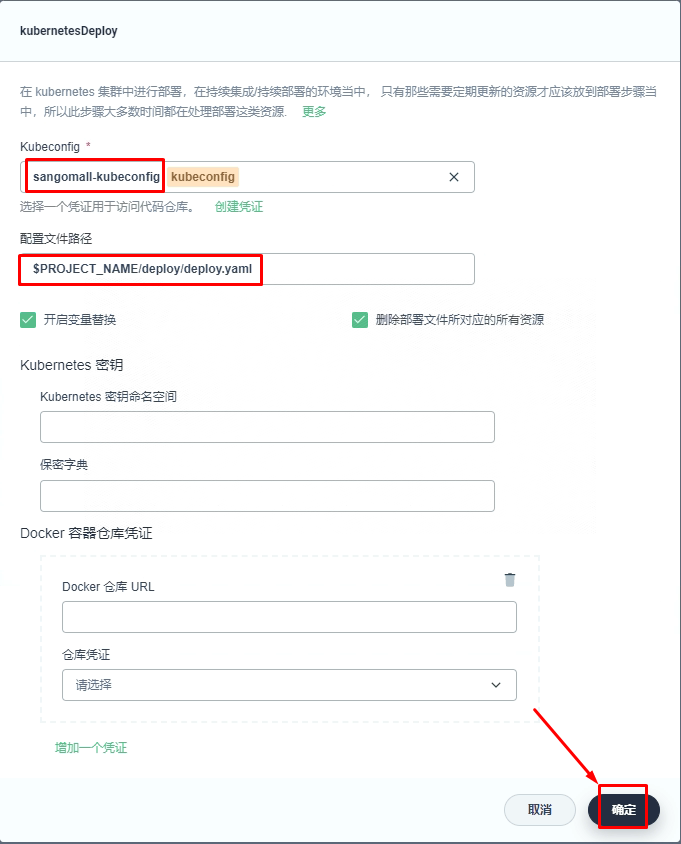 kubernetesDeploy
在 kubernetes 集群中进行部署，在持续集成/持续部署的环境当中， 只有那些需要定期更新的资源才应该放到部署步骤当
中，所以此步骤大多数时间都在处理部署这类资源. 更多
Kubeconfig *
sangomall-kubeconfig kubeconfig
选择一个凭证用于访问代码仓库。 创建凭证
配置文件路径
$PROJECT_NAME/deploy/deploy.yaml
开启变量替换 删除部署文件所对应的所有资源
Kubernetes 密钥
Kubernetes 密钥命名空间
保密字典
Docker 容器仓库凭证
Docker 仓库 URL
仓库凭证
请选择
增加一个凭证
取消 确定